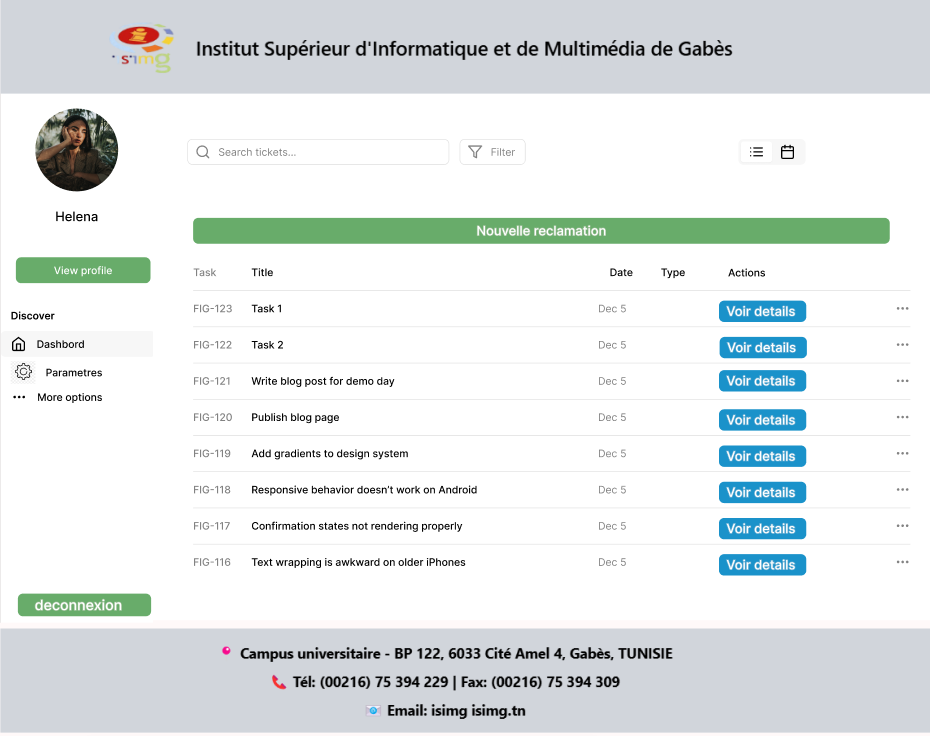 isimg
Institut Supérieur d'Informatique et de Multimédia de Gabès
Helena
View profile
Discover
Dashbord
Parametres
More options
deconnexion
Search tickets...
Filter
Nouvelle reclamation
Task Title Date Type Actions
FIG-123 Task 1 Dec 5 Voir details
FIG-122 Task 2 Dec 5 Voir details
FIG-121 Write blog post for demo day Dec 5 Voir details
FIG-120 Publish blog page Dec 5 Voir details
FIG-119 Add gradients to design system Dec 5 Voir details
FIG-118 Responsive behavior doesn't work on Android Dec 5 Voir details
FIG-117 Confirmation states not rendering properly Dec 5 Voir details
FIG-116 Text wrapping is awkward on older iPhones Dec 5 Voir details
Campus universitaire - BP 122, 6033 Cité Amel 4, Gabès, TUNISIE
Tél: (00216) 75 394 229 | Fax: (00216) 75 394 309
Email: isimg isimg.tn